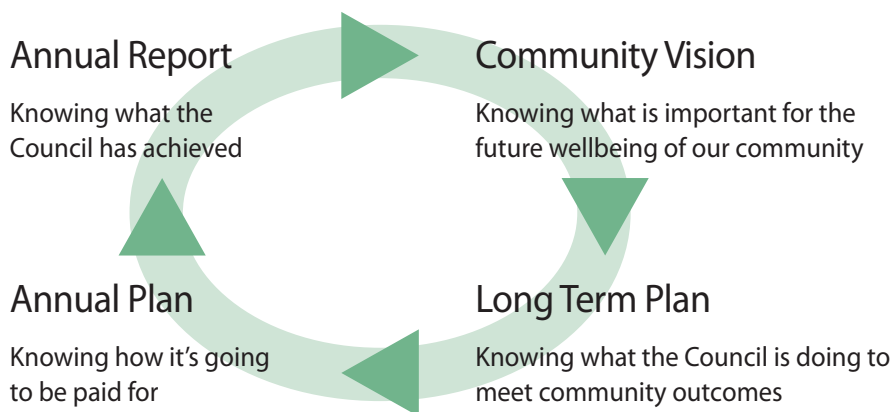 Annual Report
Knowing what the
Council has achieved
Community Vision
Knowing what is important for the
future wellbeing of our community
Annual Plan
Knowing how it’s going
to be paid for
Long Term Plan
Knowing what the Council is doing to
meet community outcomes